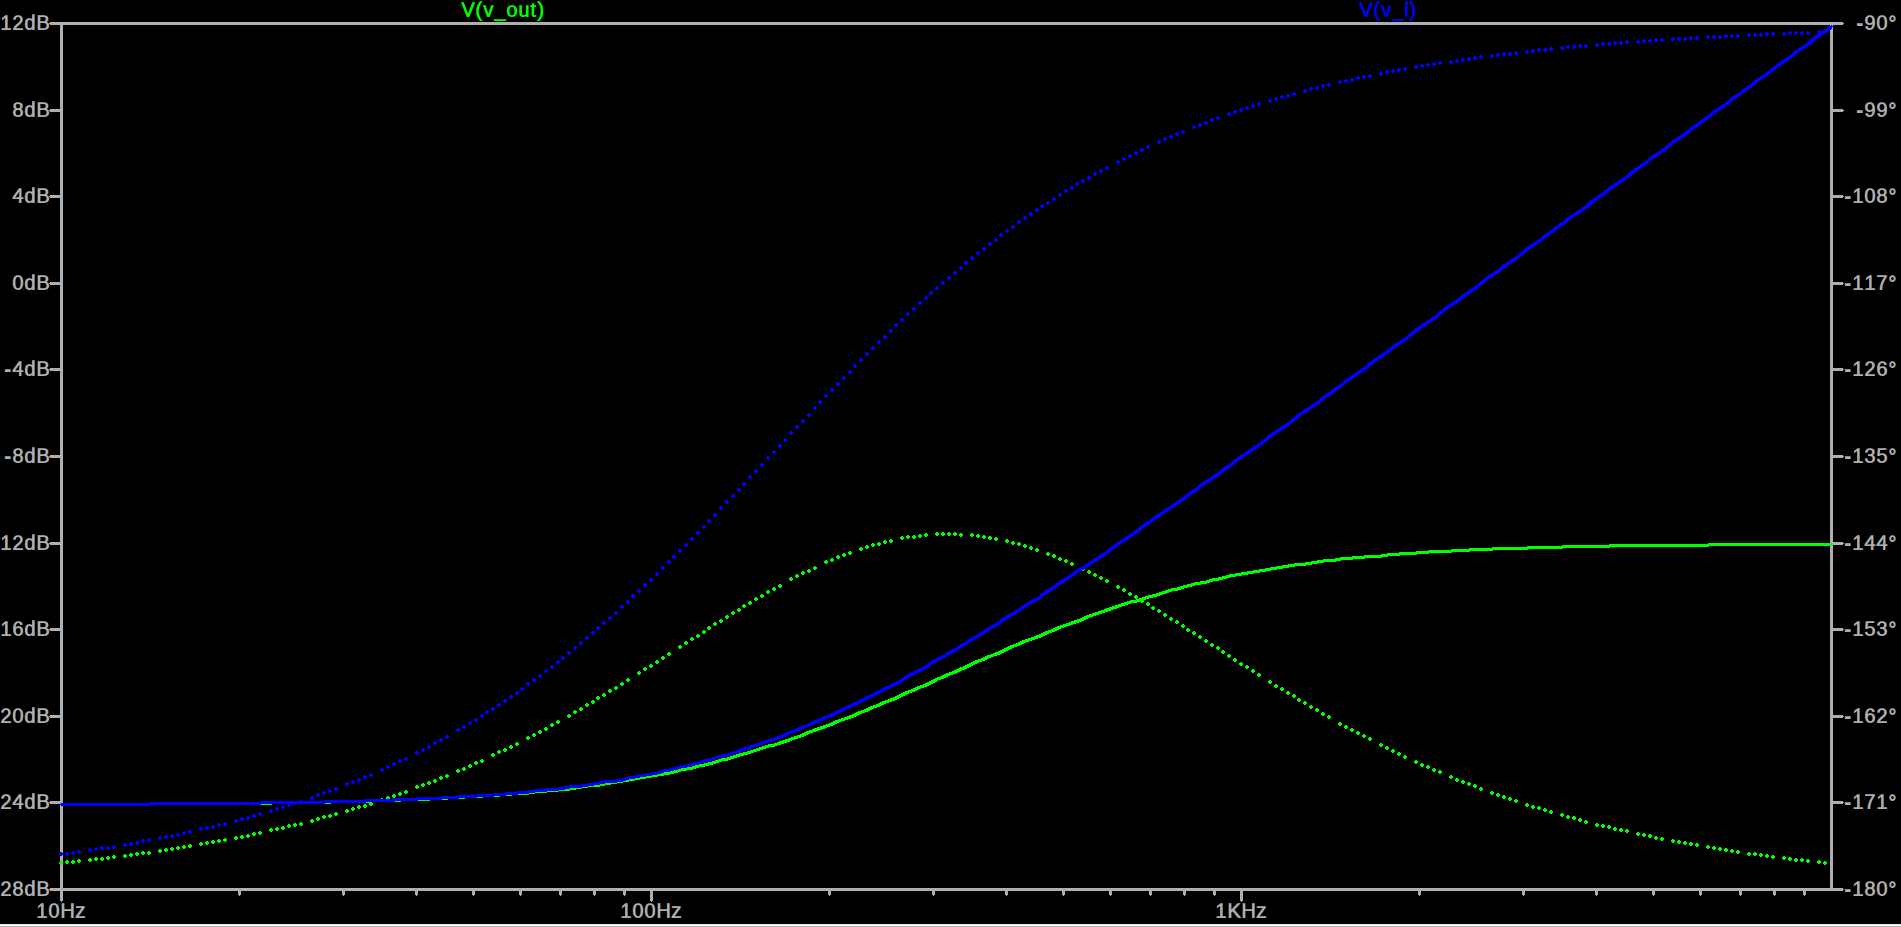 V(v_out) V(v_l)
12dB -90°
8dB -99°
4dB -108°
0dB -117°
-4dB -126°
-8dB -135°
12dB -144°
16dB -153°
20dB -162°
24dB -171°
28dB -180°
10Hz 100Hz 1KHz